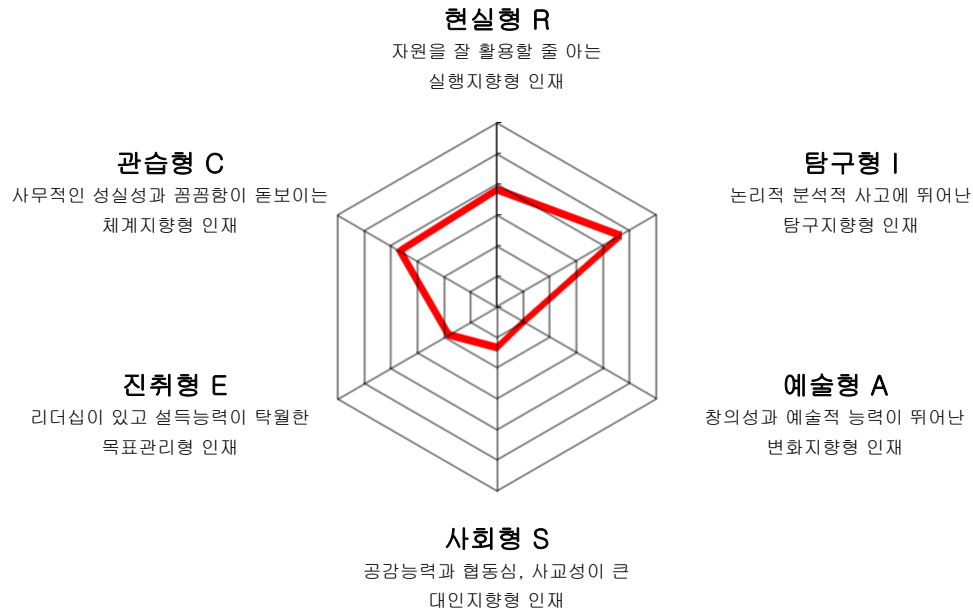 현실형 R
자원을 잘 활용할 줄 아는
실행지향형 인재
관습형 C
사무적인 성실성과 꼼꼼함이 돋보이는
체계지향형 인재
탐구형 I
논리적 분석적 사고에 뛰어난
탐구지향형 인재
진취형 E
리더십이 있고 설득능력이 탁월한
목표관리형 인재
예술형 A
창의성과 예술적 능력이 뛰어난
변화지향형 인재
사회형 S
공감능력과 협동심, 사교성이 큰
대인지향형 인재